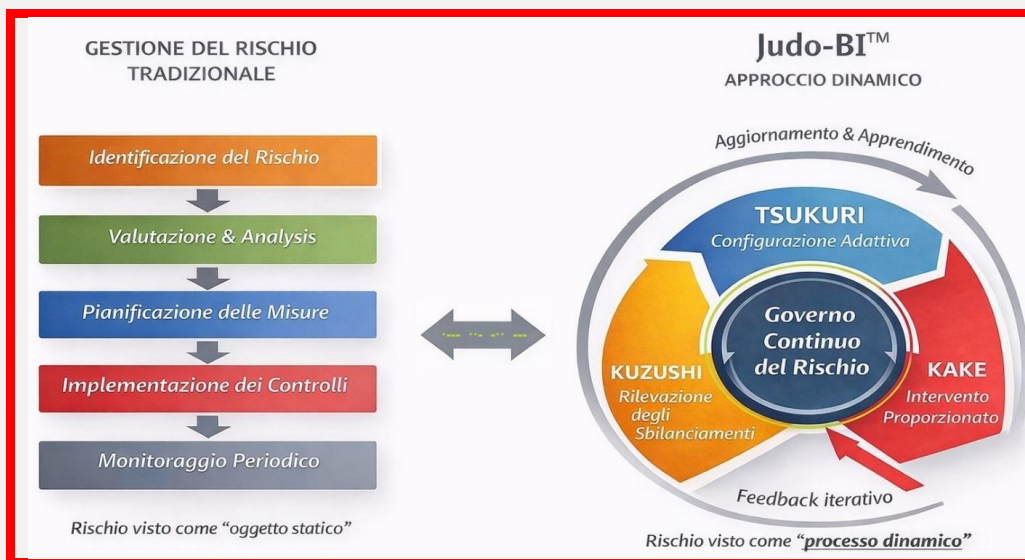 GESTIONE DEL RISCHIO
TRADIZIONALE
Identificazione del Rischio
Valutazione & Analysis
Pianificazione delle Misure
Implementazione dei Controlli
Monitoraggio Periodico
Rischio visto come “oggetto statico”
·--- ··- -·· ---
Judo-BI™
APPROCCIO DINAMICO
Aggiornamento & Apprendimento
TSUKURI
Configurazione Adattiva
KUZUSHI
Rilevazione
degli
Sbilanciamenti
Governo
Continuo
del Rischio
KAKE
Intervento
Proporzionato
Feedback iterativo
Rischio visto come “processo dinamico”